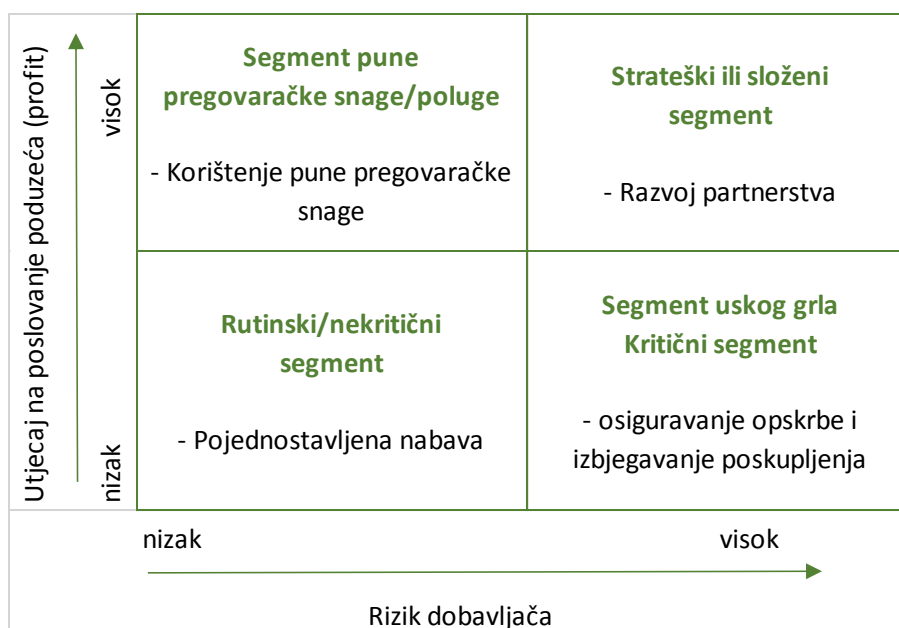 Utjecaj na poslovanje poduzeća (profit)
visok
nizak
Segment pune
pregovaračke snage/poluge
- Korištenje pune pregovaračke
snage
Strateški ili složeni
segment
- Razvoj partnerstva
Rutinski/nekritični
segment
- Pojednostavljena nabava
Segment uskog grla
Kritični segment
- osiguravanje opskrbe i
izbjegavanje poskupljenja
nizak
visok
Rizik dobavljača